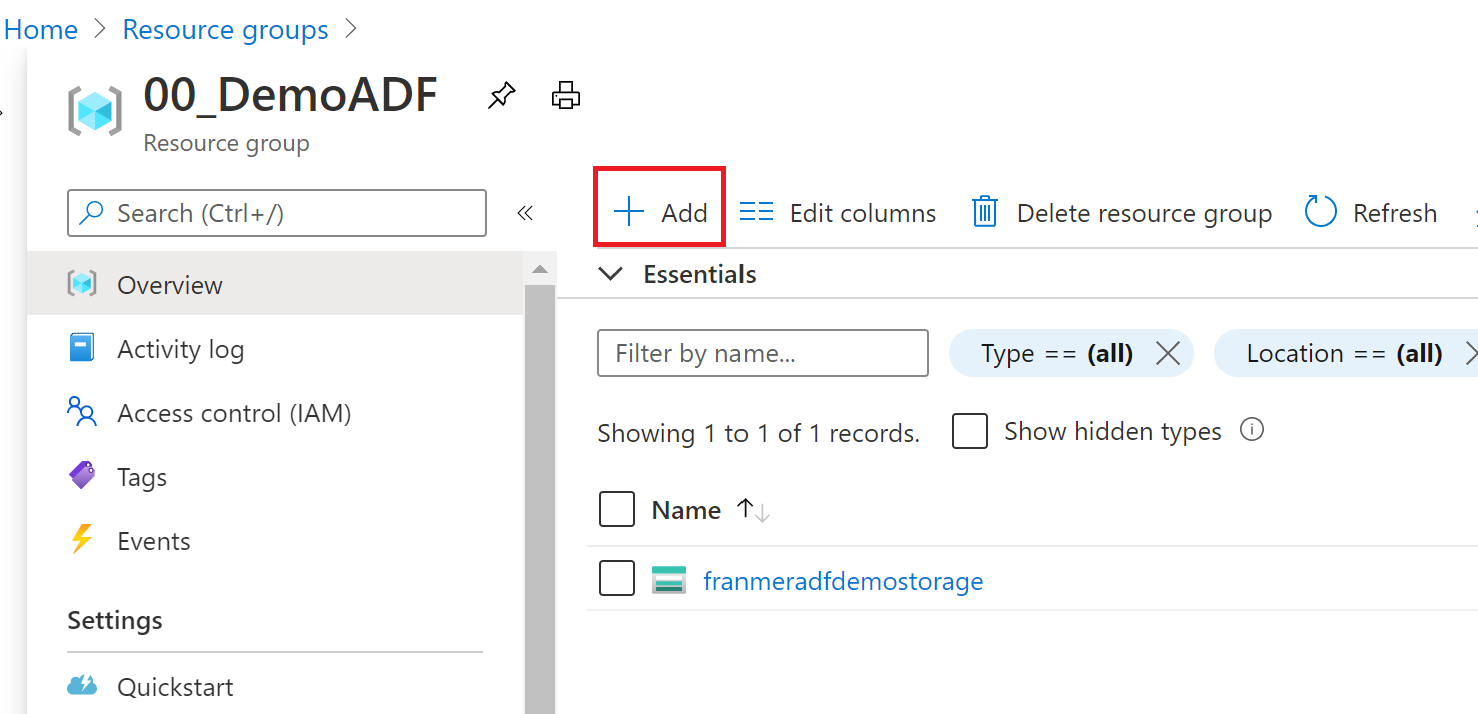 Home > Resource groups >
00_DemoADF
Resource group
Search (Ctrl+/)
«
Overview
Activity log
Access control (IAM)
Tags
Events
Settings
Quickstart
+ Add Edit columns Delete resource group Refresh
Essentials
Filter by name... Type == (all) Location == (all)
Showing 1 to 1 of 1 records. Show hidden types
Name ↑↓
franmeradfdemostorage